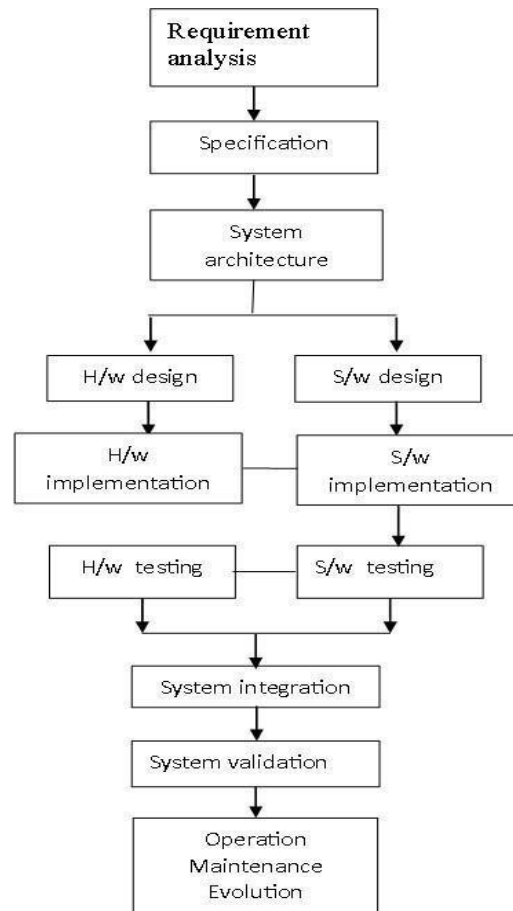 Requirement
analysis
Specification
System
architecture
H/w design
S/w design
H/w
implementation
S/w
implementation
H/w testing
S/w testing
System integration
System validation
Operation
Maintenance
Evolution